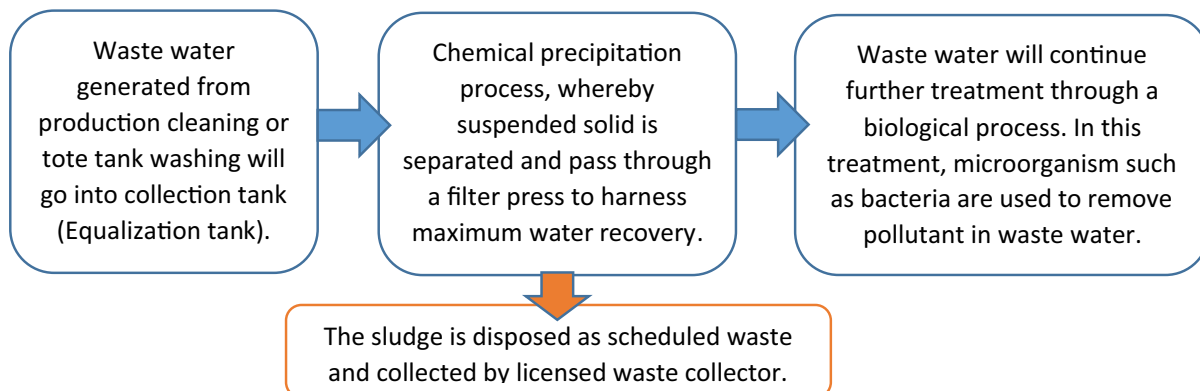 Waste water
generated from
production cleaning or
tote tank washing will
go into collection tank
(Equalization tank).
Chemical precipitation
process, whereby
suspended solid is
separated and pass through
a filter press to harness
maximum water recovery.
Waste water will continue
further treatment through a
biological process. In this
treatment, microorganism such
as bacteria are used to remove
pollutant in waste water.
The sludge is disposed as scheduled waste
and collected by licensed waste collector.